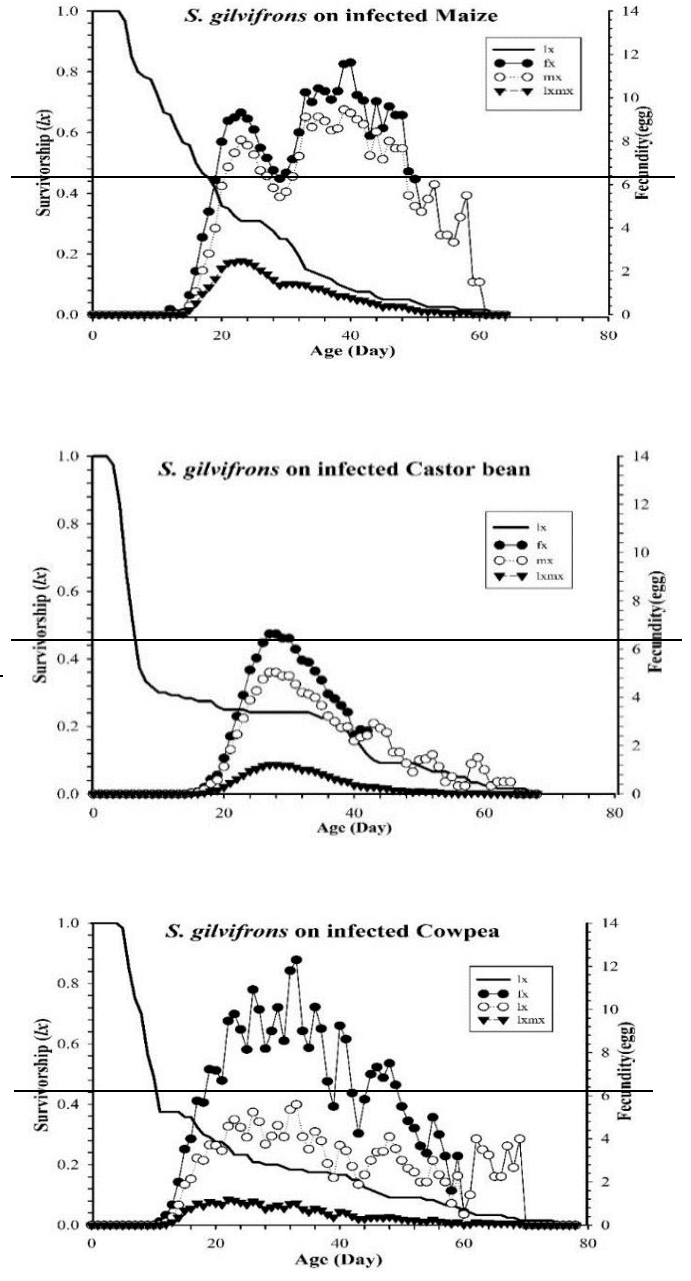 S. gilvifrons on infected Maize
1.0
0.8
0.6
0.4
0.2
0.0
Survivorship (lx)
14
12
10
8
6
4
2
0
Fecundity(egg)
lx
fx
mx
lxmx
0
20
40
60
80
Age (Day)
S. gilvifrons on infected Castor bean
1.0
0.8
0.6
0.4
0.2
0.0
Survivorship (lx)
14
12
10
8
6
4
2
0
Fecundity(egg)
lx
fx
mx
lxmx
0
20
40
60
80
Age (Day)
S. gilvifrons on infected Cowpea
1.0
0.8
0.6
0.4
0.2
0.0
Survivorship (lx)
14
12
10
8
6
4
2
0
Fecundity(egg)
lx
fx
lx
lxmx
0
20
40
60
80
Age (Day)